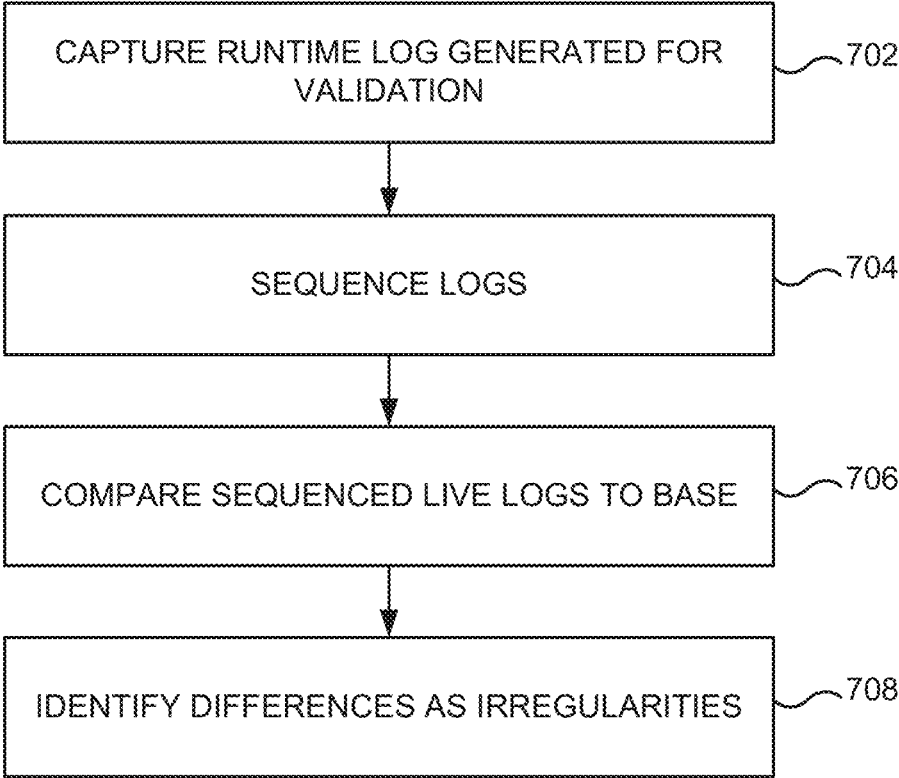 CAPTURE RUNTIME LOG GENERATED FOR
VALIDATION
702
SEQUENCE LOGS
704
COMPARE SEQUENCED LIVE LOGS TO BASE
706
IDENTIFY DIFFERENCES AS IRREGULARITIES
708